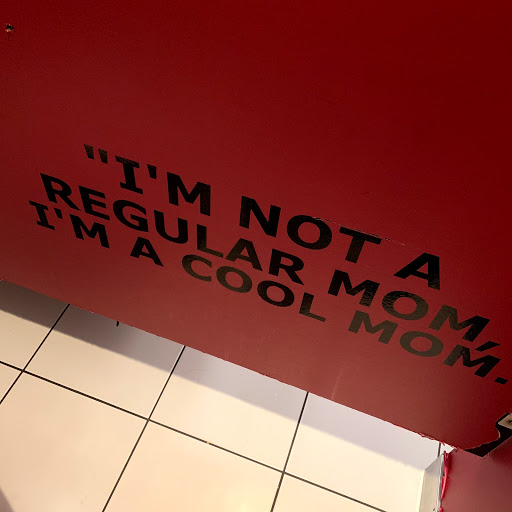 "I'M NOT A
REGULAR MOM,
I'M A COOL MOM.